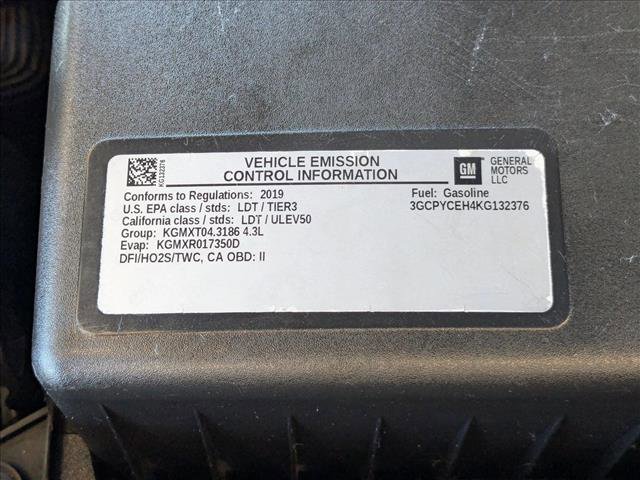 KG132376
VEHICLE EMISSION
CONTROL INFORMATION
GM
GENERAL
MOTORS
LLC
Conforms to Regulations: 2019
Fuel: Gasoline
U.S. EPA class / stds: LDT / TIER3
3GCPYCEH4KG132376
California class / stds: LDT / ULEV50
Group: KGMXT04.3186 4.3L
Evap: KGMXR017350D
DFI/HO2S/TWC, CA OBD: II